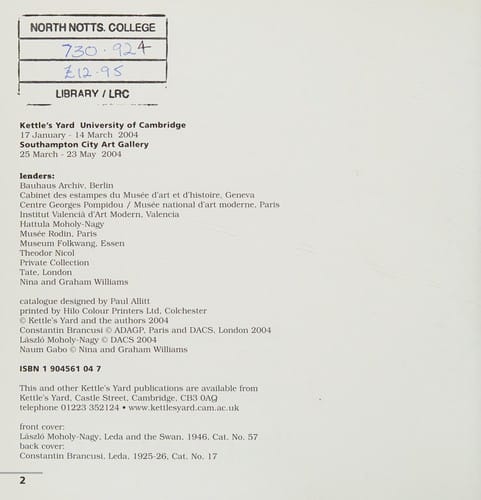 NORTH NOTTS. COLLEGE
730.924
£12.95
LIBRARY / LRC
Kettle's Yard University of Cambridge
17 January - 14 March 2004
Southampton City Art Gallery
25 March - 23 May 2004
lenders:
Bauhaus Archiv, Berlin
Cabinet des estampes du Musée d'art et d'histoire, Geneva
Centre Georges Pompidou / Musée national d'art moderne, Paris
Institut Valencià d'Art Modern, Valencia
Hattula Moholy-Nagy
Musée Rodin, Paris
Museum Folkwang, Essen
Theodor Nicol
Private Collection
Tate, London
Nina and Graham Williams
catalogue designed by Paul Allitt
printed by Hilo Colour Printers Ltd, Colchester
© Kettle's Yard and the authors 2004
Constantin Brancusi © ADAGP, Paris and DACS, London 2004
László Moholy-Nagy © DACS 2004
Naum Gabo © Nina and Graham Williams
ISBN 1 904561 04 7
This and other Kettle's Yard publications are available from
Kettle's Yard, Castle Street, Cambridge, CB3 0AQ
telephone 01223 352124 • www.kettlesyard.cam.ac.uk
front cover:
László Moholy-Nagy, Leda and the Swan, 1946, Cat. No. 57
back cover:
Constantin Brancusi, Leda, 1925-26, Cat. No. 17
2